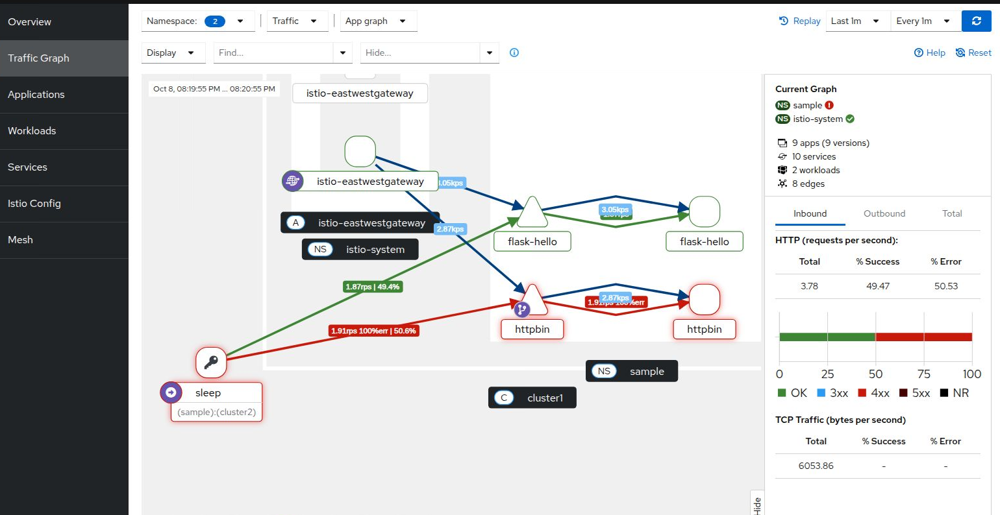 Overview
Traffic Graph
Applications
Workloads
Services
Istio Config
Mesh
Namespace: 2
Traffic
App graph
Replay
Last 1m
Every 1m
Display
Find...
Hide...
Help
Reset
Oct 8, 08:19:55 PM ... 08:20:55 PM
istio-eastwestgateway
istio-eastwestgateway
A istio-eastwestgateway
NS istio-system
2.87kps
3.05kps
flask-hello
flask-hello
1.87rps | 49.4%
2.87kps
1.91rps 100%err | 50.6%
httpbin
httpbin
sleep
(sample):(cluster2)
NS sample
C cluster1
Hide
Current Graph
NS sample
NS istio-system
9 apps (9 versions)
10 services
2 workloads
8 edges
Inbound Outbound Total
HTTP (requests per second):
Total % Success % Error
3.78 49.47 50.53
0 25 50 75 100
OK 3xx 4xx 5xx NR
TCP Traffic (bytes per second)
Total % Success % Error
6053.86 - -